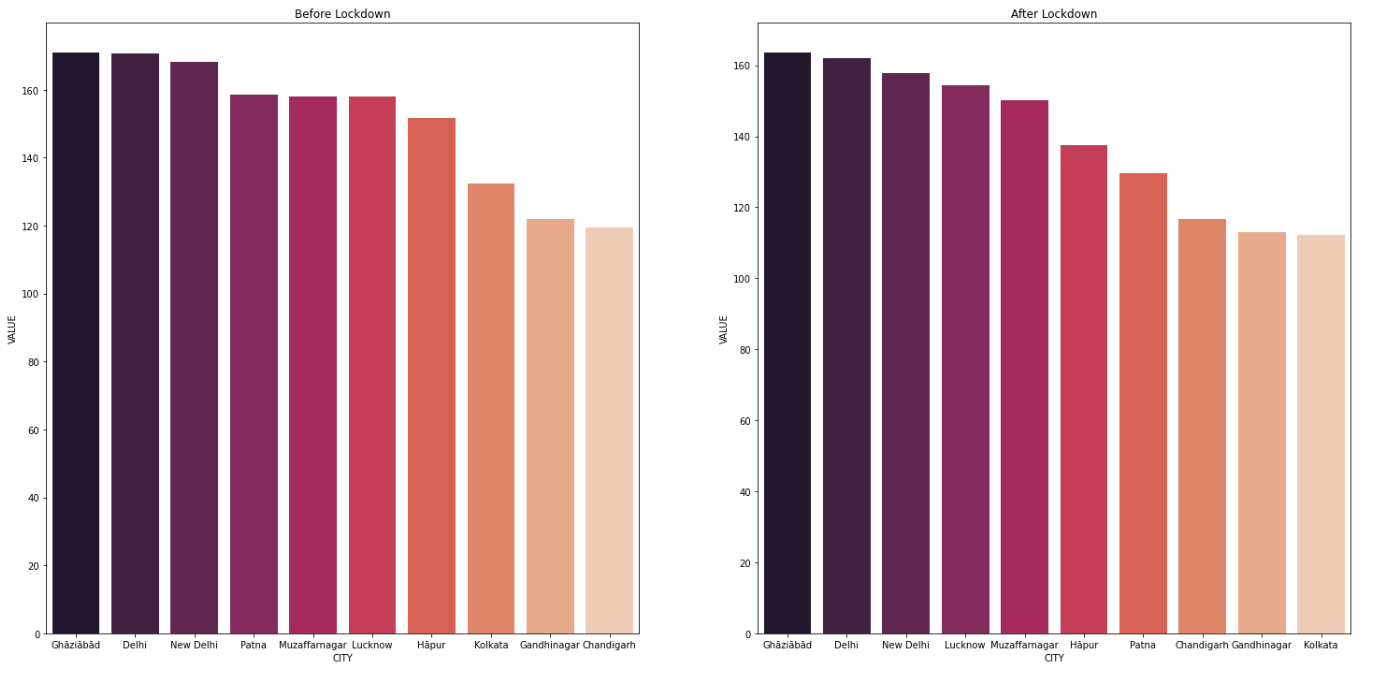 Before Lockdown
VALUE
160
140
120
100
80
60
40
20
0
Ghāziābād Delhi New Delhi Patna Muzaffarnagar Lucknow Hāpur Kolkata Gandhinagar Chandigarh
CITY
After Lockdown
VALUE
160
140
120
100
80
60
40
20
0
Ghāziābād Delhi New Delhi Lucknow Muzaffarnagar Hāpur Patna Chandigarh Gandhinagar Kolkata
CITY